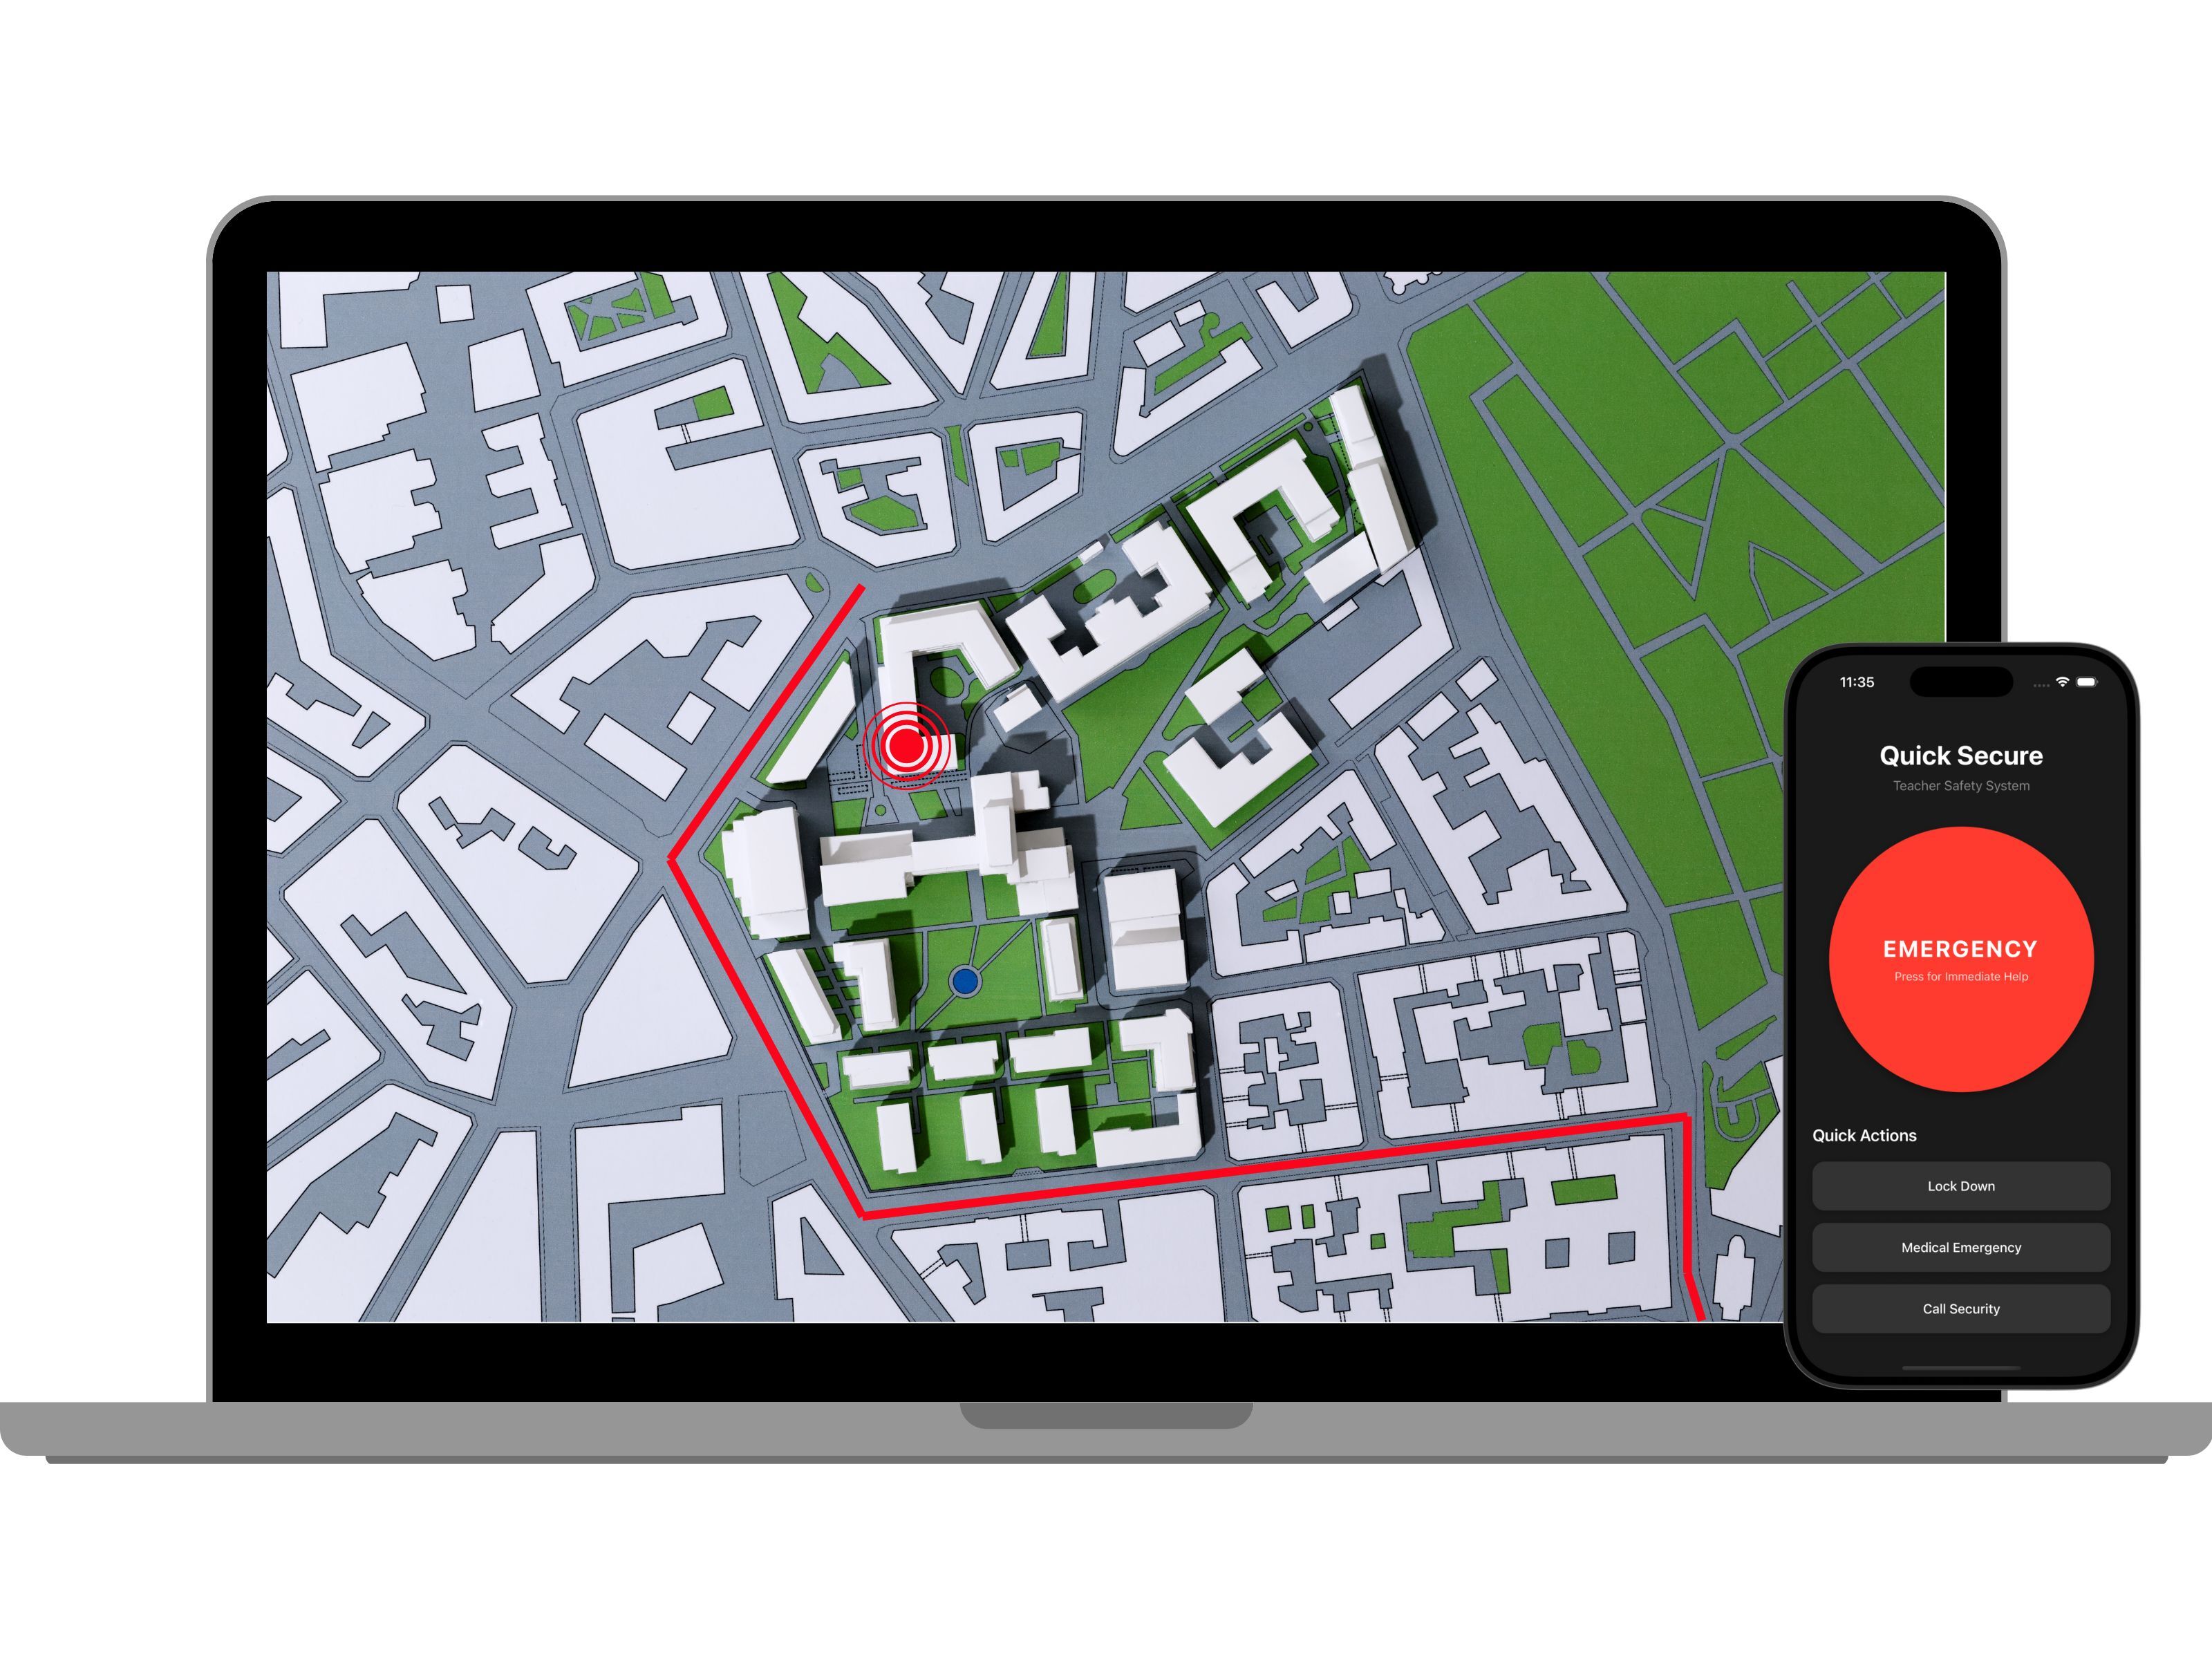 11:35
Quick Secure
Teacher Safety System
EMERGENCY
Press for Immediate Help
Quick Actions
Lock Down
Medical Emergency
Call Security